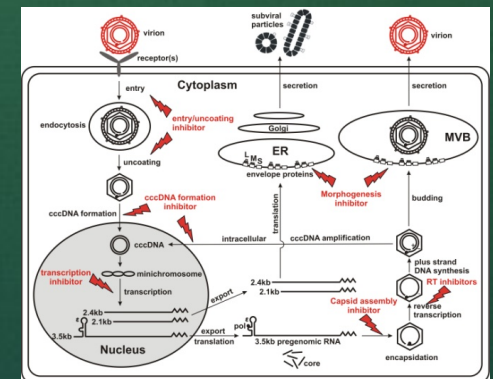 virion
receptor(s)
subviral
particles
virion
Cytoplasm
entry
secretion
secretion
endocytosis
entry/uncoating
inhibitor
Golgi
ER
MVB
uncoating
L M S
envelope proteins
Morphogenesis
inhibitor
cccDNA formation
cccDNA formation
inhibitor
translation
budding
cccDNA
intracellular
cccDNA amplification
transcription
inhibitor
minichromosome
plus strand
DNA synthesis
transcription
export
2.4kb
2.1kb
RT inhibitors
2.4kb
2.1kb
Capsid assembly
inhibitor
reverse
transcription
ε
3.5kb
export
translation
ε
pol
3.5kb pregenomic RNA
Nucleus
core
encapsidation